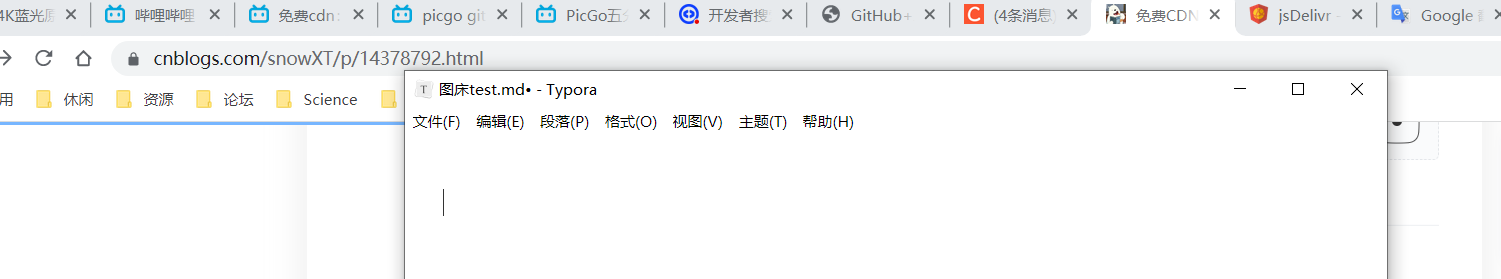 4K蓝光原 哔哩哔哩 免费cdn: picgo git PicGo五分 开发者搜 GitHub+ (4条消息) 免费CDN jsDelivr - Google
cnblogs.com/snowXT/p/14378792.html
用 休闲 资源 论坛 Science
图床test.md• - Typora
文件(F) 编辑(E) 段落(P) 格式(O) 视图(V) 主题(T) 帮助(H)